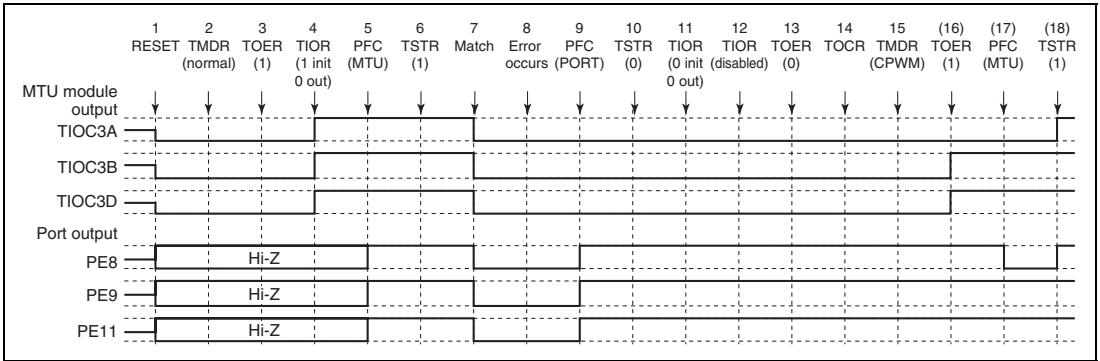 1 2 3 4 5 6 7 8 9 10 11 12 13 14 15 (16) (17) (18)
RESET TMDR TOER TIOR PFC TSTR Match Error PFC TSTR TIOR TIOR TOER TOCR TMDR TOER PFC TSTR
(normal) (1) (1 init (MTU) (1) occurs (PORT) (0) (0 init (disabled) (0) (CPWM) (1) (MTU) (1)
0 out) 0 out)
MTU module
output
TIOC3A
TIOC3B
TIOC3D
Port output
PE8 Hi-Z
PE9 Hi-Z
PE11 Hi-Z